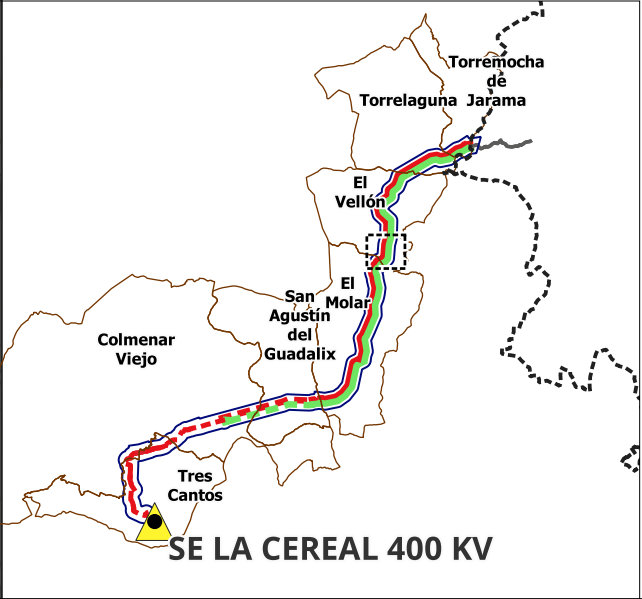 Torremocha
de
Jarama
Torrelaguna
El
Vellón
El
Molar
San
Agustín
del
Guadalix
Colmenar
Viejo
Tres
Cantos
SE LA CEREAL 400 KV